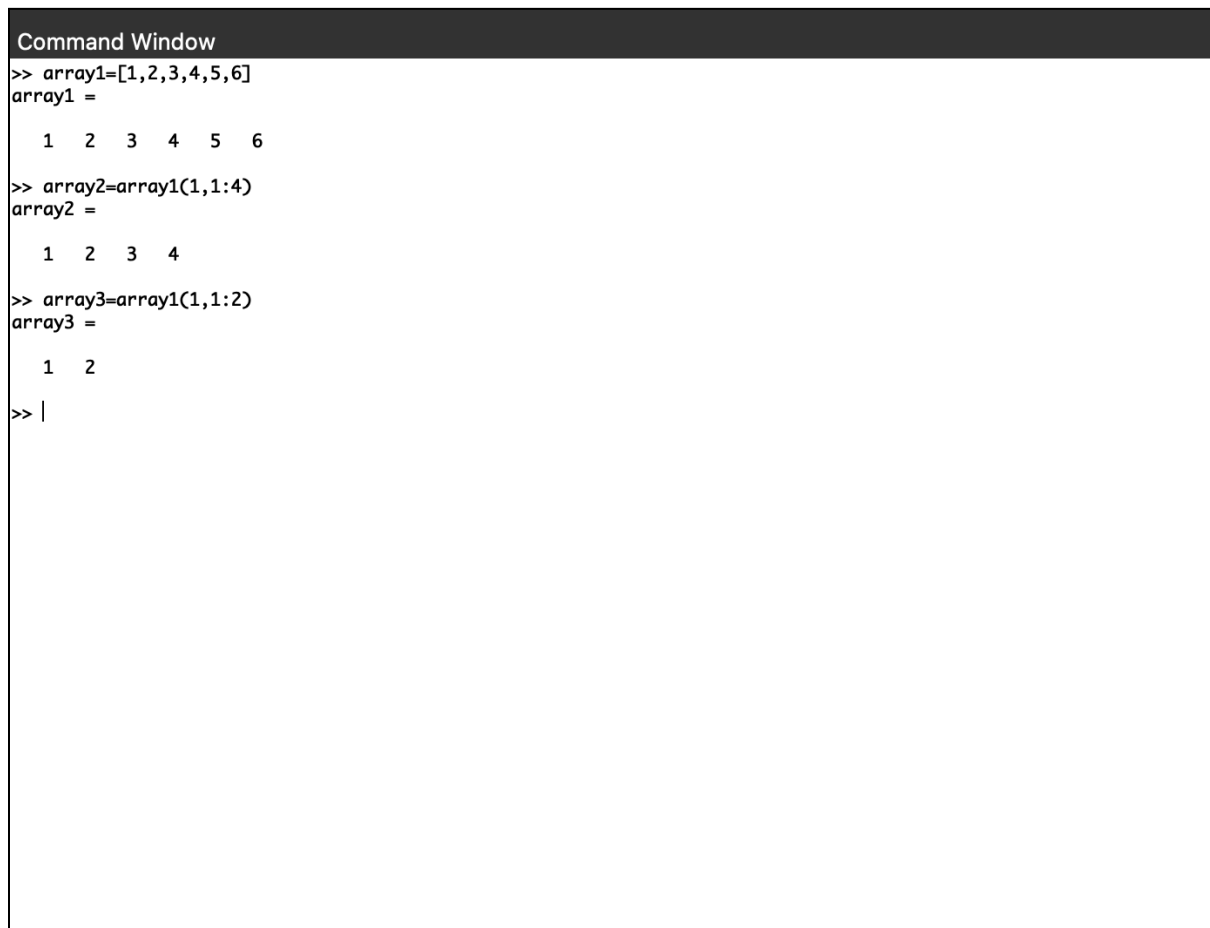 Command Window
>> array1=[1,2,3,4,5,6]
array1 =
1 2 3 4 5 6
>> array2=array1(1,1:4)
array2 =
1 2 3 4
>> array3=array1(1,1:2)
array3 =
1 2
>>